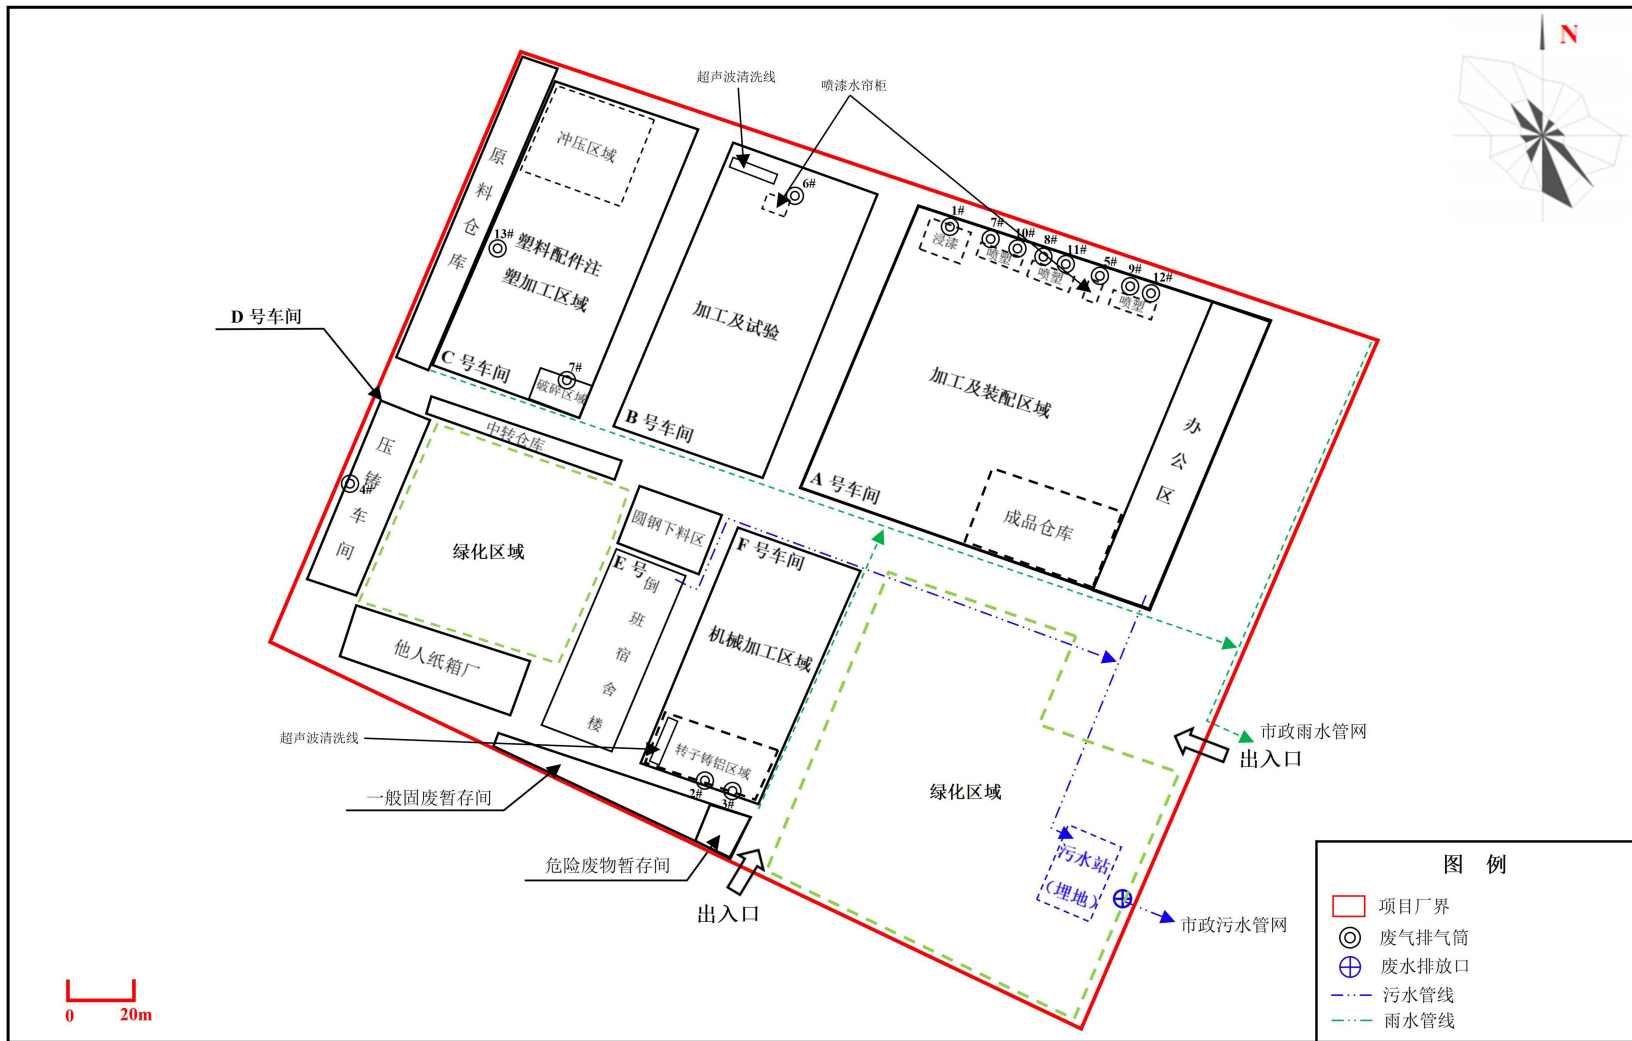 N
超声波清洗线
喷漆水帘柜
冲压区域
原料仓库
6#
1#
7#
10#
8#
11#
5#
9#
12#
浸漆
喷塑
喷塑
喷塑
13#
塑料配件注
塑加工区域
加工及试验
D 号车间
C 号车间
7#
破碎区域
加工及装配区域
办公区
B 号车间
中转仓库
压铸车间
4#
A 号车间
成品仓库
圆钢下料区
绿化区域
F 号车间
E 号
倒班宿舍楼
机械加工区域
他人纸箱厂
超声波清洗线
转子铸铝区域
2#
3#
市政雨水管网
出入口
一般固废暂存间
绿化区域
危险废物暂存间
出入口
污水站
（埋地）
市政污水管网
图 例
项目厂界
废气排气筒
废水排放口
污水管线
雨水管线
0 20m